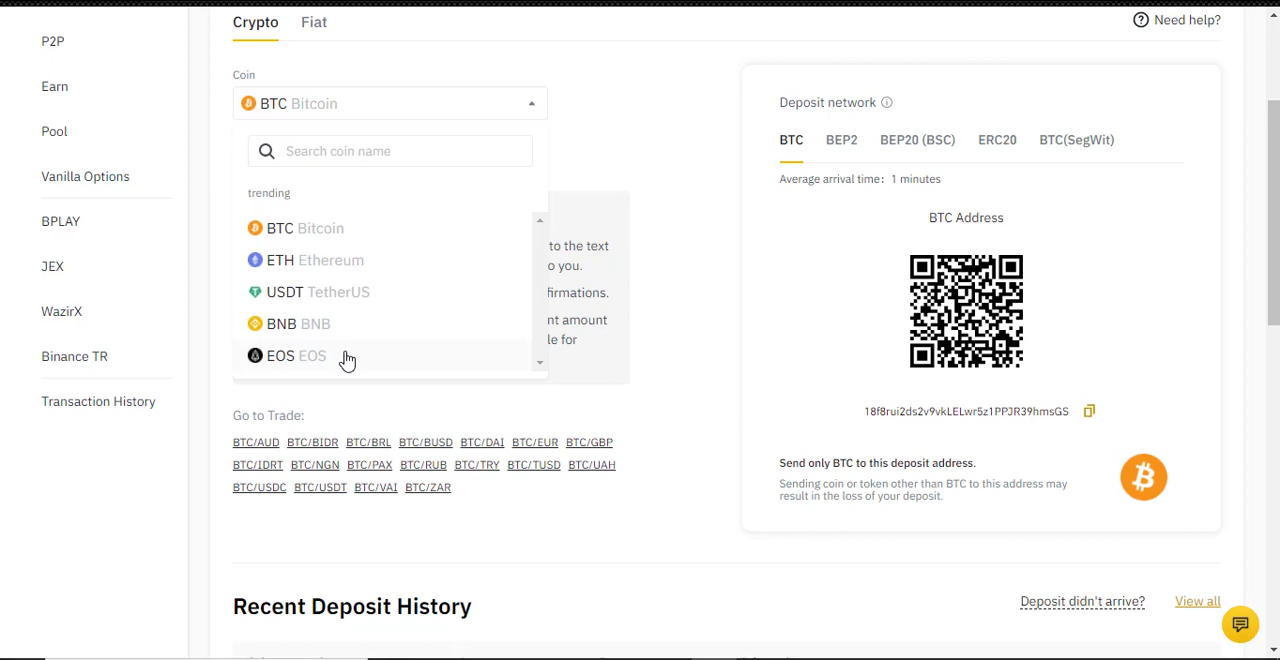 P2P
Earn
Pool
Vanilla Options
BPLAY
JEX
WazirX
Binance TR
Transaction History
Crypto Fiat
Need help?
Coin
BTC Bitcoin
Search coin name
trending
BTC Bitcoin
ETH Ethereum
USDT TetherUS
BNB BNB
EOS EOS
to the text
o you.
firmations.
nt amount
le for
Go to Trade:
BTC/AUD BTC/BIDR BTC/BRL BTC/BUSD BTC/DAI BTC/EUR BTC/GBP
BTC/IDRT BTC/NGN BTC/PAX BTC/RUB BTC/TRY BTC/TUSD BTC/UAH
BTC/USDC BTC/USDT BTC/VAI BTC/ZAR
Deposit network
BTC BEP2 BEP20 (BSC) ERC20 BTC(SegWit)
Average arrival time: 1 minutes
BTC Address
18f8rui2ds2v9vkLELwr5z1PPJR39hmsGS
Send only BTC to this deposit address.
Sending coin or token other than BTC to this address may
result in the loss of your deposit.
Recent Deposit History
Deposit didn't arrive? View all